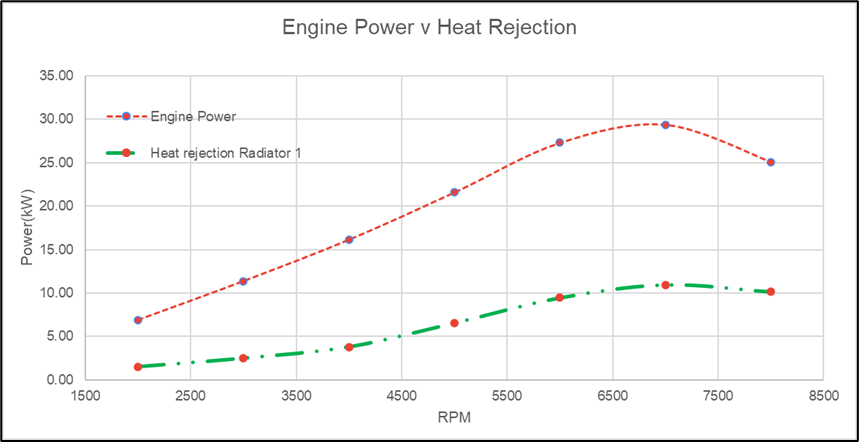 Engine Power v Heat Rejection
35.00
30.00
25.00
20.00
15.00
10.00
5.00
0.00
Power(kW)
Engine Power
Heat rejection Radiator 1
1500 2500 3500 4500 5500 6500 7500 8500
RPM